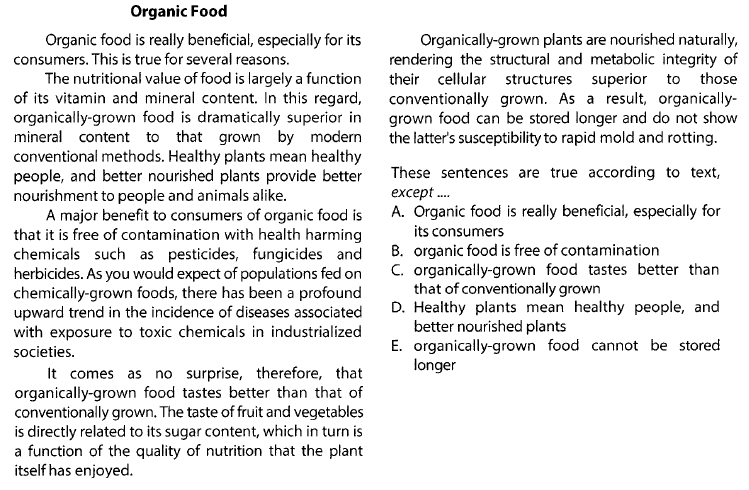 Organic Food
Organic food is really beneficial, especially for its
consumers. This is true for several reasons.
The nutritional value of food is largely a function
of its vitamin and mineral content. In this regard,
organically-grown food is dramatically superior in
mineral content to that grown by modern
conventional methods. Healthy plants mean healthy
people, and better nourished plants provide better
nourishment to people and animals alike.
A major benefit to consumers of organic food is
that it is free of contamination with health harming
chemicals such as pesticides, fungicides and
herbicides. As you would expect of populations fed on
chemically-grown foods, there has been a profound
upward trend in the incidence of diseases associated
with exposure to toxic chemicals in industrialized
societies.
It comes as no surprise, therefore, that
organically-grown food tastes better than that of
conventionally grown. The taste of fruit and vegetables
is directly related to its sugar content, which in turn is
a function of the quality of nutrition that the plant
itself has enjoyed.
Organically-grown plants are nourished naturally,
rendering the structural and metabolic integrity of
their cellular structures superior to those
conventionally grown. As a result, organically-
grown food can be stored longer and do not show
the latter's susceptibility to rapid mold and rotting.
These sentences are true according to text,
except ....
A. Organic food is really beneficial, especially for
its consumers
B. organic food is free of contamination
C. organically-grown food tastes better than
that of conventionally grown
D. Healthy plants mean healthy people, and
better nourished plants
E. organically-grown food cannot be stored
longer